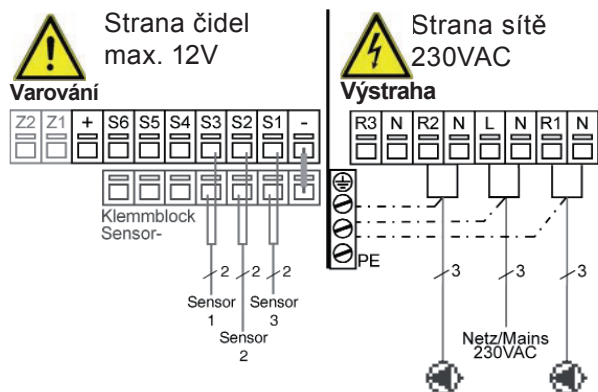 Strana čidel
max. 12V
Varování
Strana sítě
230VAC
Výstraha
Z2 Z1 + S6 S5 S4 S3 S2 S1 -
R3 N R2 N L N R1 N
Klemmblock
Sensor-
PE
2 2 2
3 3 3
Sensor
1
Sensor
2
Sensor
3
Netz/Mains
230VAC